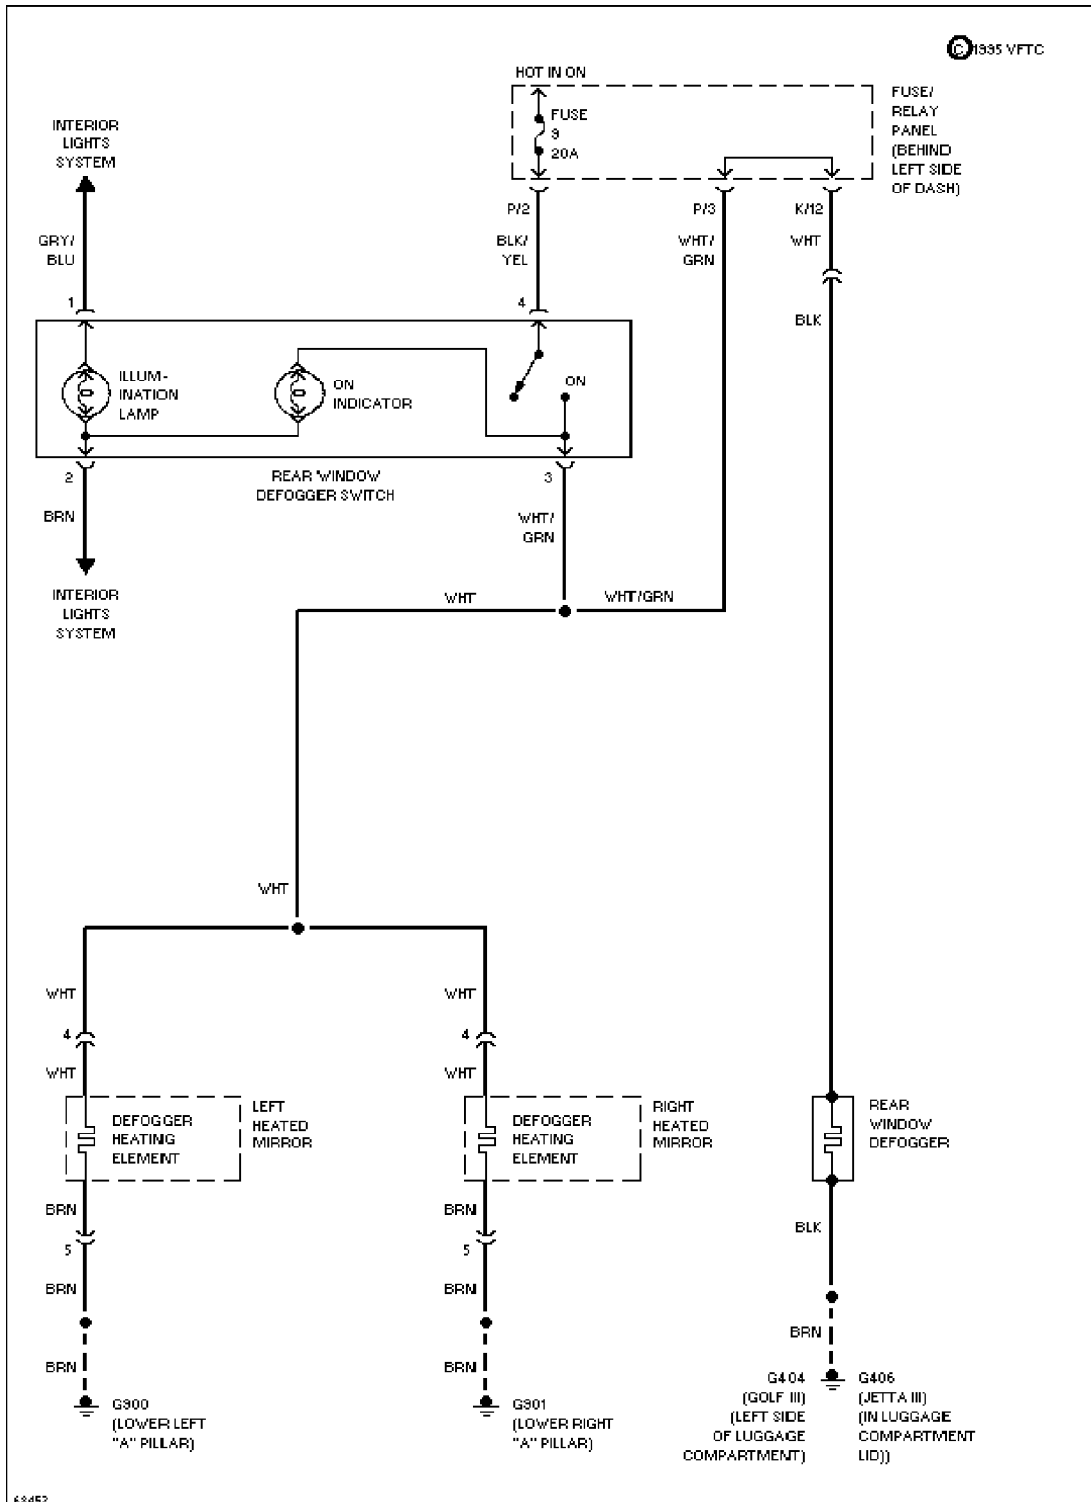 © 1995 VFTC
HOT IN ON
FUSE
9
20A
FUSE/
RELAY
PANEL
(BEHIND
LEFT SIDE
OF DASH)
INTERIOR
LIGHTS
SYSTEM
P/2
P/3
K/12
GRY/
BLU
BLK/
YEL
WHT/
GRN
WHT
1
4
BLK
ILLUM-
INATION
LAMP
ON
INDICATOR
ON
2
REAR WINDOW
DEFOGGER SWITCH
3
BRN
WHT/
GRN
INTERIOR
LIGHTS
SYSTEM
WHT
WHT/GRN
WHT
WHT
WHT
4
4
WHT
WHT
DEFOGGER
HEATING
ELEMENT
LEFT
HEATED
MIRROR
DEFOGGER
HEATING
ELEMENT
RIGHT
HEATED
MIRROR
REAR
WINDOW
DEFOGGER
BRN
BRN
BLK
5
5
BRN
BRN
BRN
BRN
BRN
G900
(LOWER LEFT
"A" PILLAR)
G901
(LOWER RIGHT
"A" PILLAR)
G404
(GOLF III)
(LEFT SIDE
OF LUGGAGE
COMPARTMENT)
G406
(JETTA III)
(IN LUGGAGE
COMPARTMENT
LID))